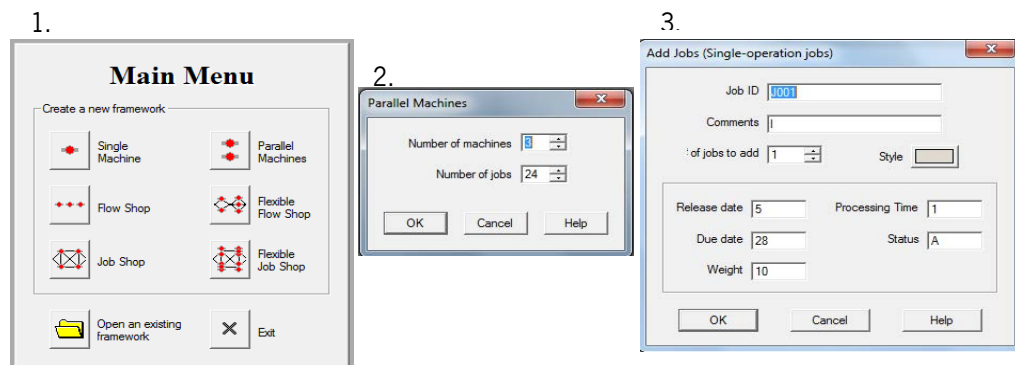 1.
Main Menu
Create a new framework
Single
Machine
Parallel
Machines
Flow Shop
Flexible
Flow Shop
Job Shop
Flexible
Job Shop
Open an existing
framework
Exit
2.
Parallel Machines
Number of machines 3
Number of jobs 24
OK Cancel Help
3.
Add Jobs (Single-operation jobs)
Job ID J001
Comments
of jobs to add 1 Style
Release date 5 Processing Time 1
Due date 28 Status A
Weight 10
OK Cancel Help